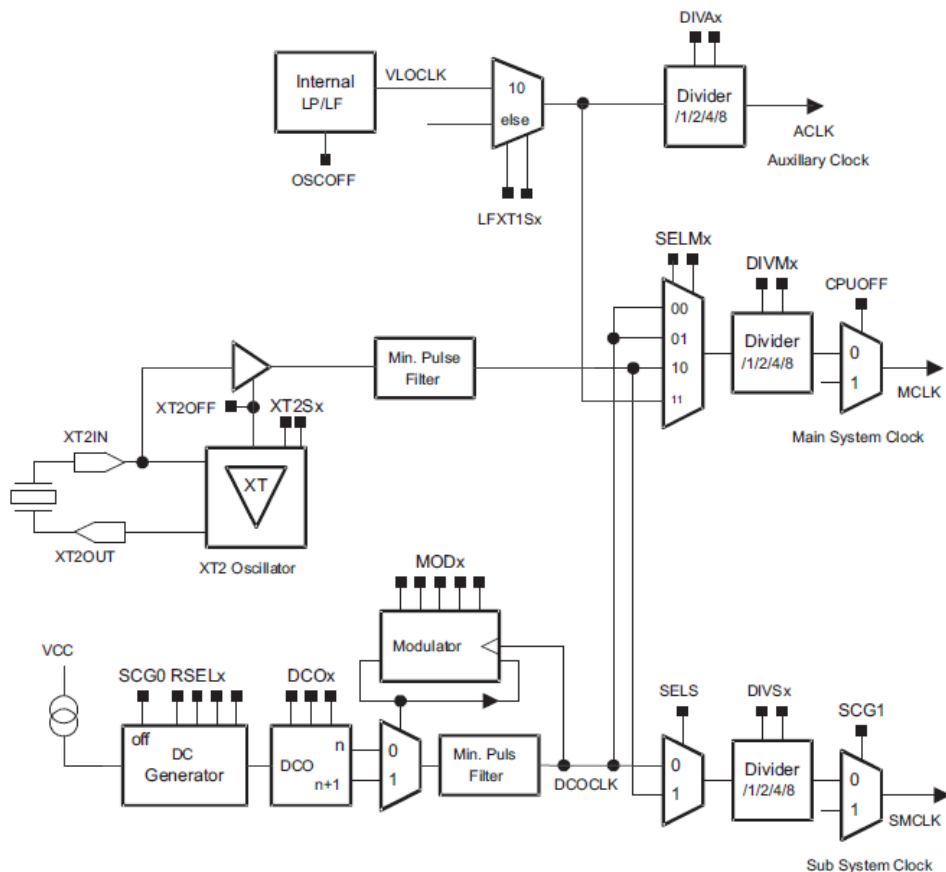 DIVAx
Internal
LP/LF
VLOCLK
10
else
Divider
/1/2/4/8
ACLK
Auxillary Clock
OSCOFF
LFXT1Sx
SELMx
DIVMx
CPUOFF
00
01
10
11
Divider
/1/2/4/8
0
1
MCLK
Main System Clock
Min. Pulse
Filter
XT2OFF
XT2Sx
XT2IN
XT
XT2OUT
XT2 Oscillator
MODx
Modulator
VCC
SCG0 RSELx
DCOx
off
DC
Generator
n
DCO
n+1
0
1
Min. Puls
Filter
DCOCLK
SELS
DIVSx
SCG1
0
1
Divider
/1/2/4/8
0
1
SMCLK
Sub System Clock